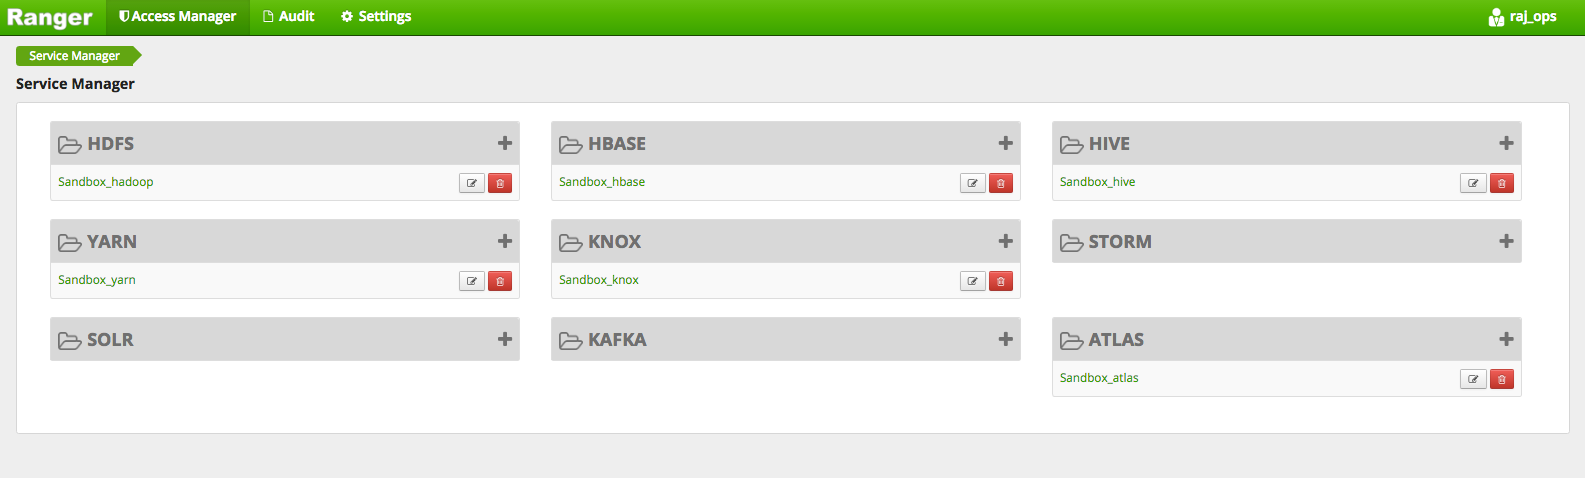 Ranger Access Manager Audit Settings raj_ops
Service Manager
Service Manager
HDFS HBASE HIVE
Sandbox_hadoop Sandbox_hbase Sandbox_hive
YARN KNOX STORM
Sandbox_yarn Sandbox_knox
SOLR KAFKA ATLAS
Sandbox_atlas